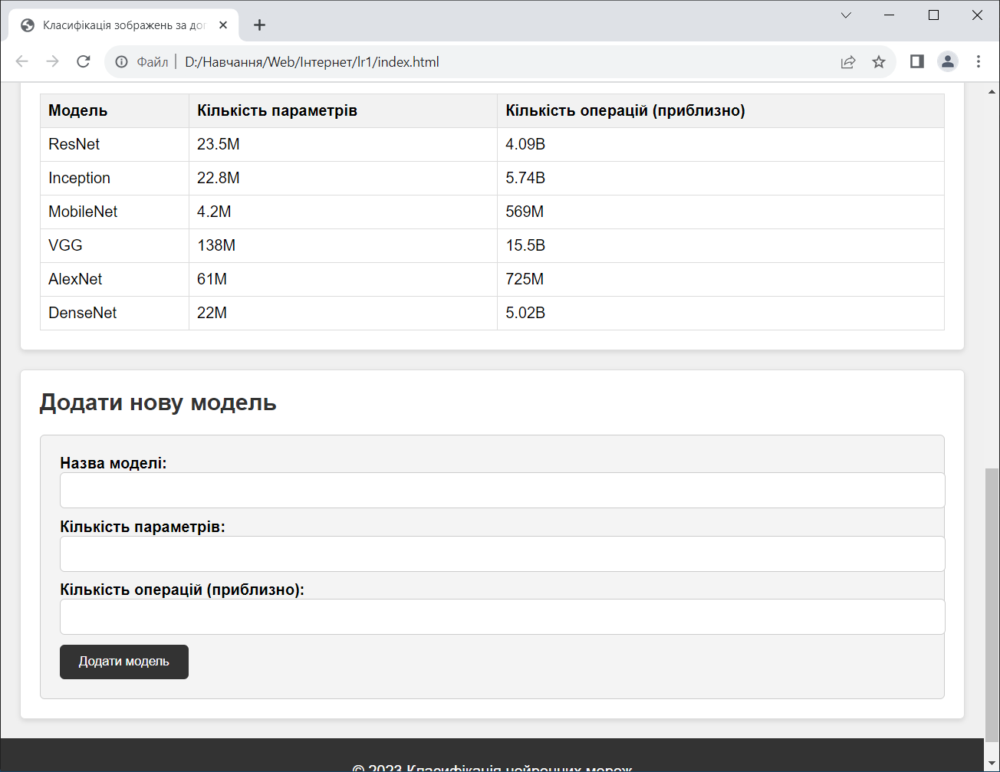 Класифікація зображень за доп
Файл | D:/Навчання/Web/Інтернет/lr1/index.html
Модель Кількість параметрів Кількість операцій (приблизно)
ResNet 23.5M 4.09B
Inception 22.8M 5.74B
MobileNet 4.2M 569M
VGG 138M 15.5B
AlexNet 61M 725M
DenseNet 22M 5.02B
Додати нову модель
Назва моделі:
Кількість параметрів:
Кількість операцій (приблизно):
Додати модель
© 2023 Класифікація нейронних мереж